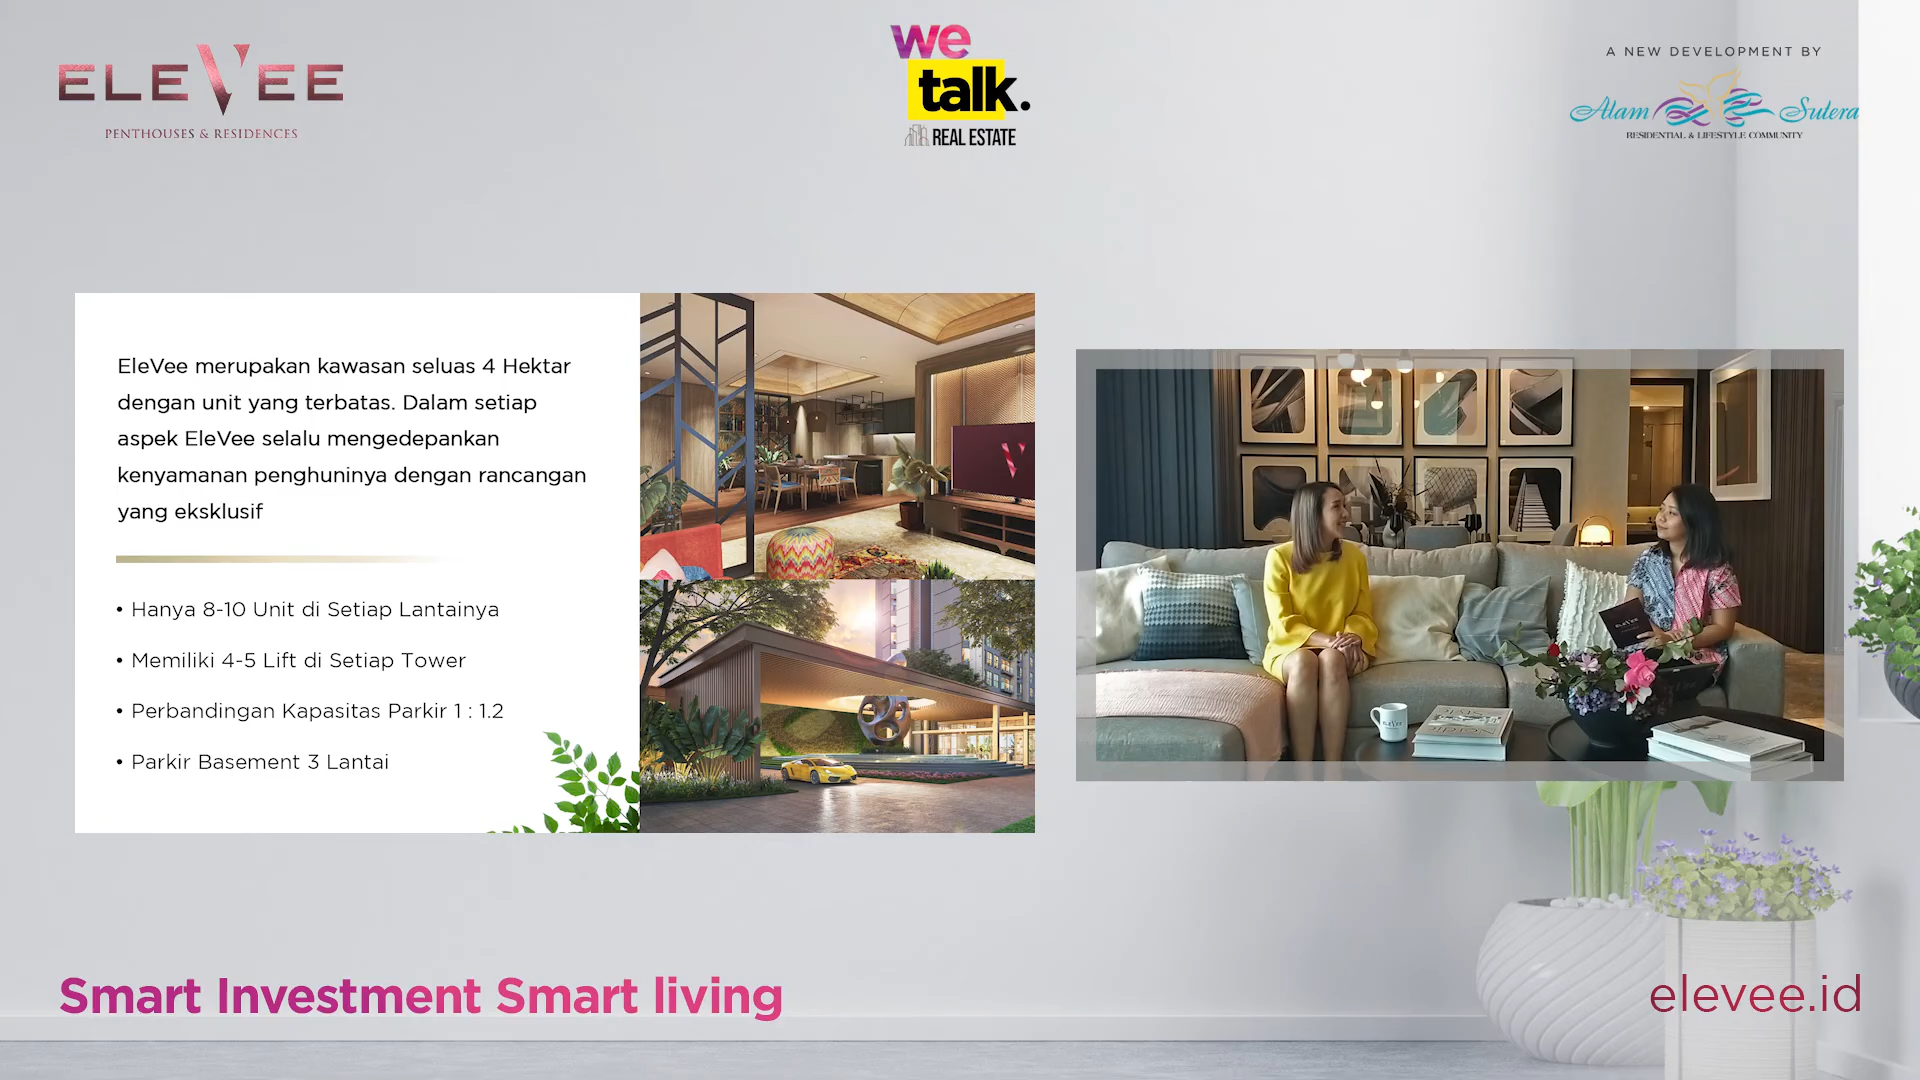 ELEVEE
PENTHOUSES & RESIDENCES
we
talk.
REAL ESTATE
A NEW DEVELOPMENT BY
Alam Sutera
RESIDENTIAL & LIFESTYLE COMMUNITY
EleVee merupakan kawasan seluas 4 Hektar
dengan unit yang terbatas. Dalam setiap
aspek EleVee selalu mengedepankan
kenyamanan penghuninya dengan rancangan
yang eksklusif
• Hanya 8-10 Unit di Setiap Lantainya
• Memiliki 4-5 Lift di Setiap Tower
• Perbandingan Kapasitas Parkir 1 : 1.2
• Parkir Basement 3 Lantai
V
ELEVEE
ELEVEE
Smart Investment Smart living
elevee.id